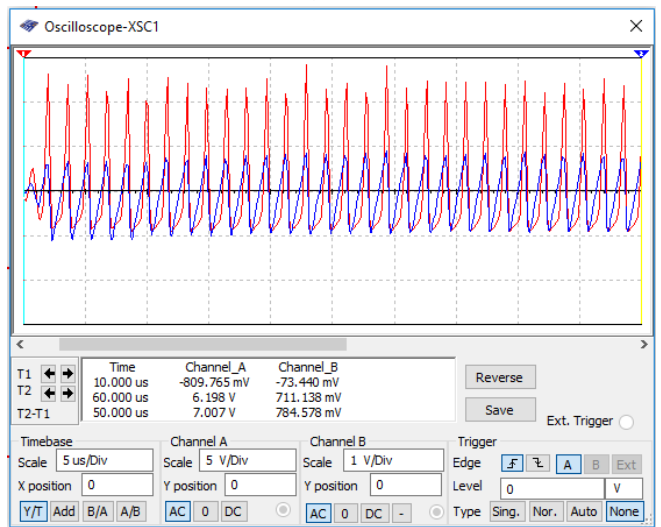 Oscilloscope-XSC1
1 2
T1
T2
T2-T1
Time Channel_A Channel_B
10.000 us -809.765 mV -73.440 mV
60.000 us 6.198 V 711.138 mV
50.000 us 7.007 V 784.578 mV
Reverse
Save
Ext. Trigger
Timebase
Scale 5 us/Div
X position 0
Y/T Add B/A A/B
Channel A
Scale 5 V/Div
Y position 0
AC 0 DC
Channel B
Scale 1 V/Div
Y position 0
AC 0 DC -
Trigger
Edge A B Ext
Level 0 V
Type Sing. Nor. Auto None